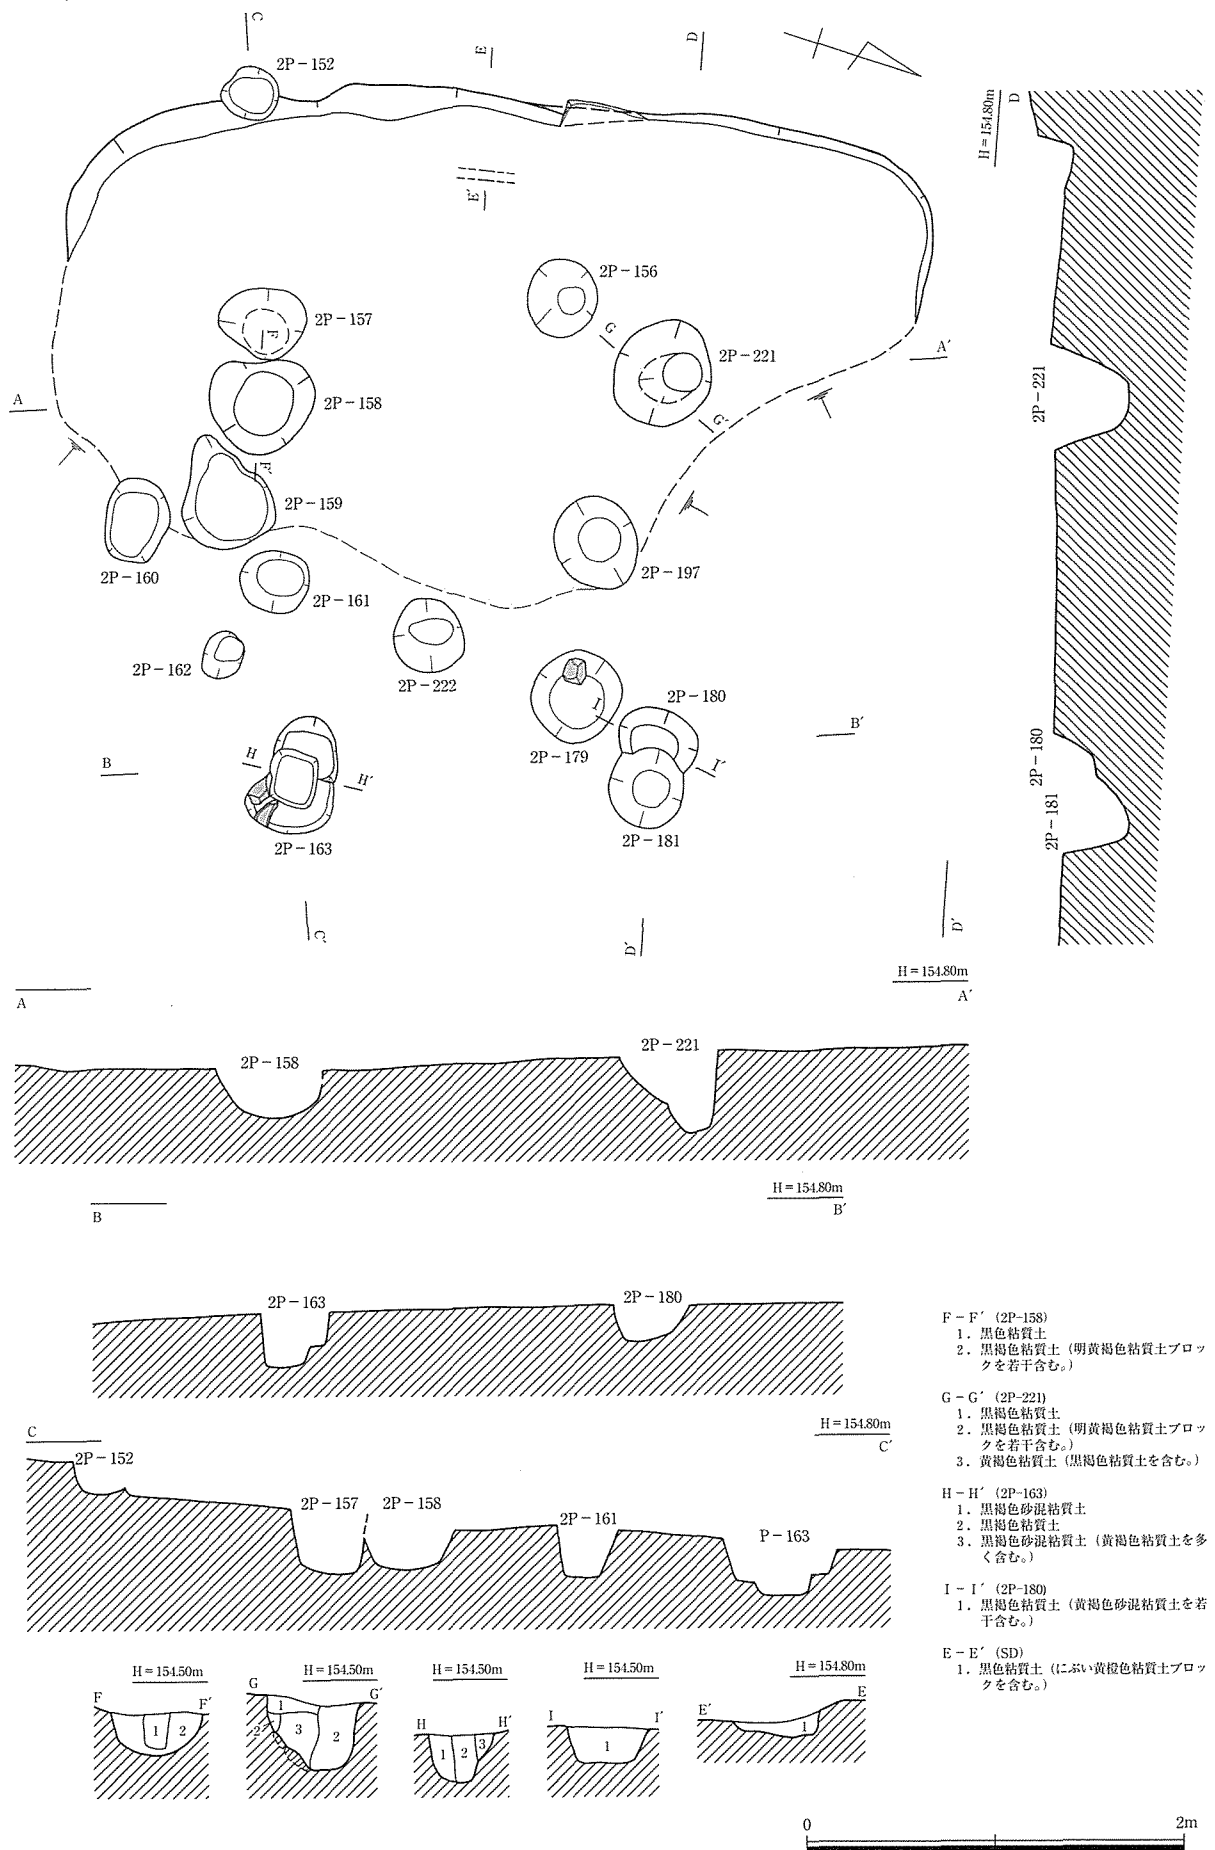 C
E
D
2P－152
H＝154.80m
D
E′
2P－156
G
2P－157
F
2P－221
G′
A′
2P－221
A
2P－158
F′
2P－159
2P－160
2P－197
2P－161
2P－162
2P－222
I
2P－180
2P－179
I′
B′
2P－180
B
H
H′
2P－181
2P－163
2P－181
C′
D′
D′
A
H＝154.80m
A′
2P－158
2P－221
B
H＝154.80m
B′
2P－163
2P－180
C
H＝154.80m
C′
2P－152
2P－157
2P－158
2P－161
P－163
F－F′ (2P-158)
1．黒色粘質土
2．黒褐色粘質土（明黄褐色粘質土ブロッ
クを若干含む。）
G－G′ (2P-221)
1．黒褐色粘質土
2．黒褐色粘質土（明黄褐色粘質土ブロッ
クを若干含む。）
3．黄褐色粘質土（黒褐色粘質土を含む。）
H－H′ (2P-163)
1．黒褐色砂混粘質土
2．黒褐色粘質土
3．黒褐色砂混粘質土（黄褐色粘質土を多
く含む。）
I－I′ (2P-180)
1．黒褐色粘質土（黄褐色砂混粘質土を若
干含む。）
E－E′ (SD)
1．黒色粘質土（にぶい黄橙色粘質土ブロッ
クを含む。）
H＝154.50m
F
F′
1
2
H＝154.50m
G
G′
1
2
3
2
H＝154.50m
H
H′
1
2
3
H＝154.50m
I
I′
1
H＝154.80m
E′
E
1
0
2m